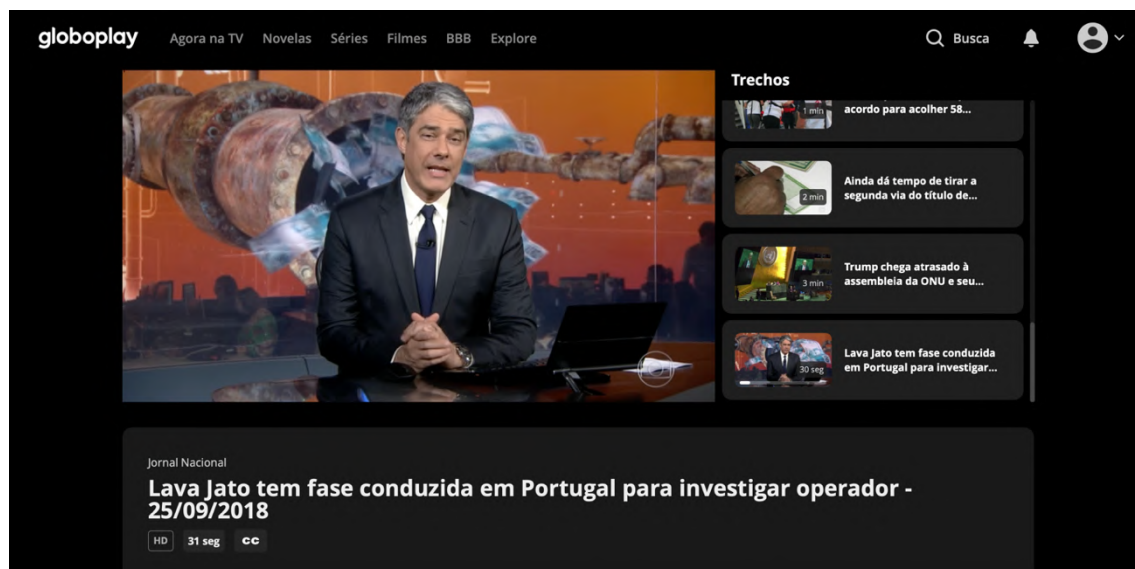 globoplay Agora na TV Novelas Séries Filmes BBB Explore Busca
Trechos
1 min
acordo para acolher 58...
Ainda dá tempo de tirar a
segunda via do título de...
2 min
Trump chega atrasado à
assembleia da ONU e seu...
3 min
Lava Jato tem fase conduzida
em Portugal para investigar...
30 seg
Jornal Nacional
Lava Jato tem fase conduzida em Portugal para investigar operador -
25/09/2018
HD 31 seg CC